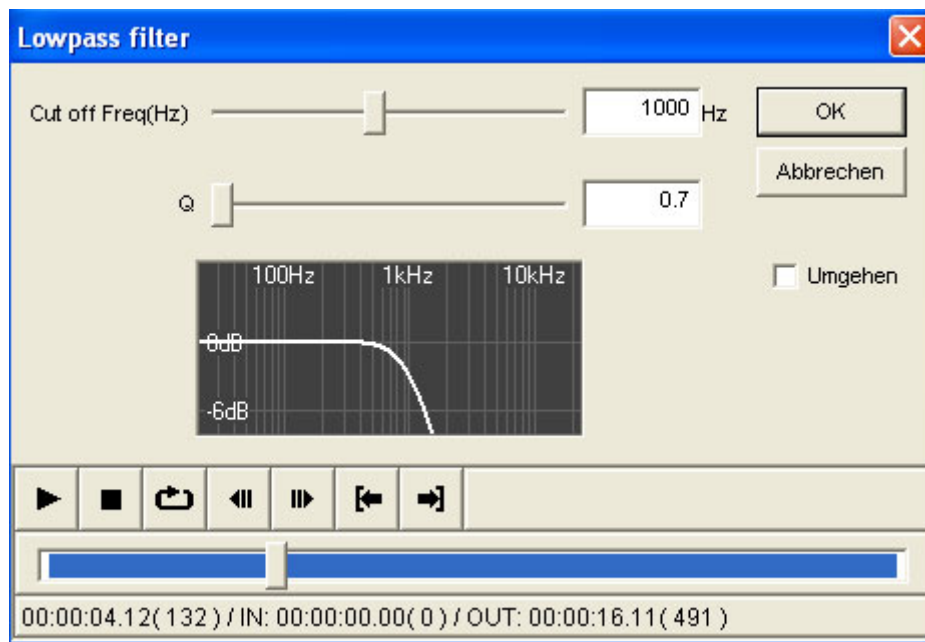 Lowpass filter
Cut off Freq(Hz) 1000 Hz OK
Abbrechen
Q 0.7
100Hz 1kHz 10kHz
Umgehen
0dB
-6dB
00:00:04.12( 132 ) / IN: 00:00:00.00( 0 ) / OUT: 00:00:16.11( 491 )